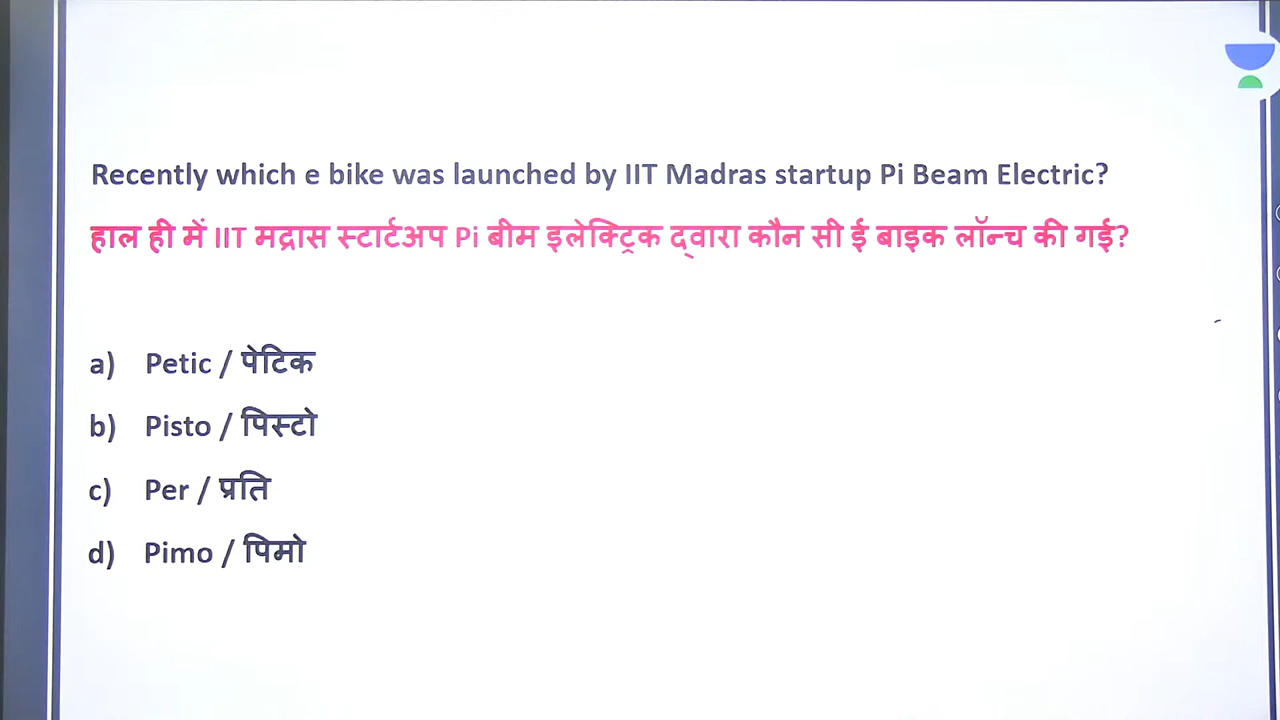 Recently which e bike was launched by IIT Madras startup Pi Beam Electric?
हाल ही में IIT मद्रास स्टार्टअप Pi बीम इलेक्ट्रिक द्वारा कौन सी ई बाइक लॉन्च की गई?
a) Petic / पेटिक
b) Pisto / पिस्टो
c) Per / प्रति
d) Pimo / पिमो